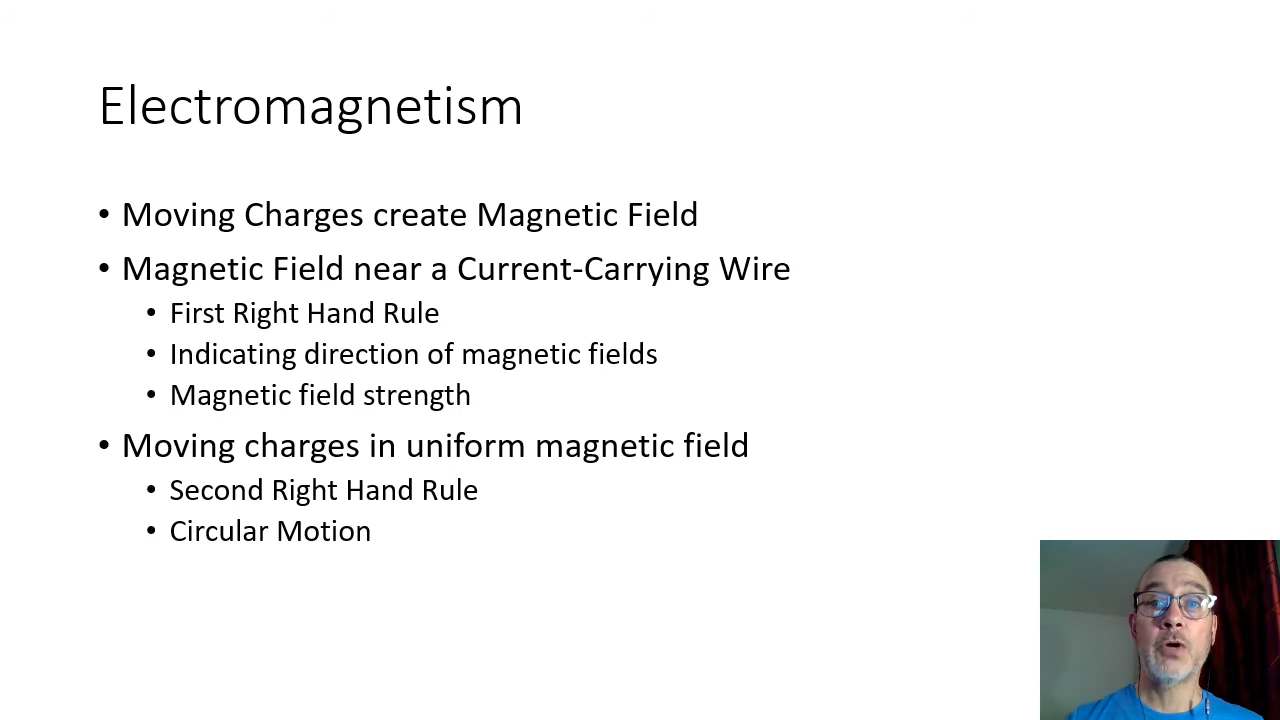 Electromagnetism
• Moving Charges create Magnetic Field
• Magnetic Field near a Current-Carrying Wire
• First Right Hand Rule
• Indicating direction of magnetic fields
• Magnetic field strength
• Moving charges in uniform magnetic field
• Second Right Hand Rule
• Circular Motion